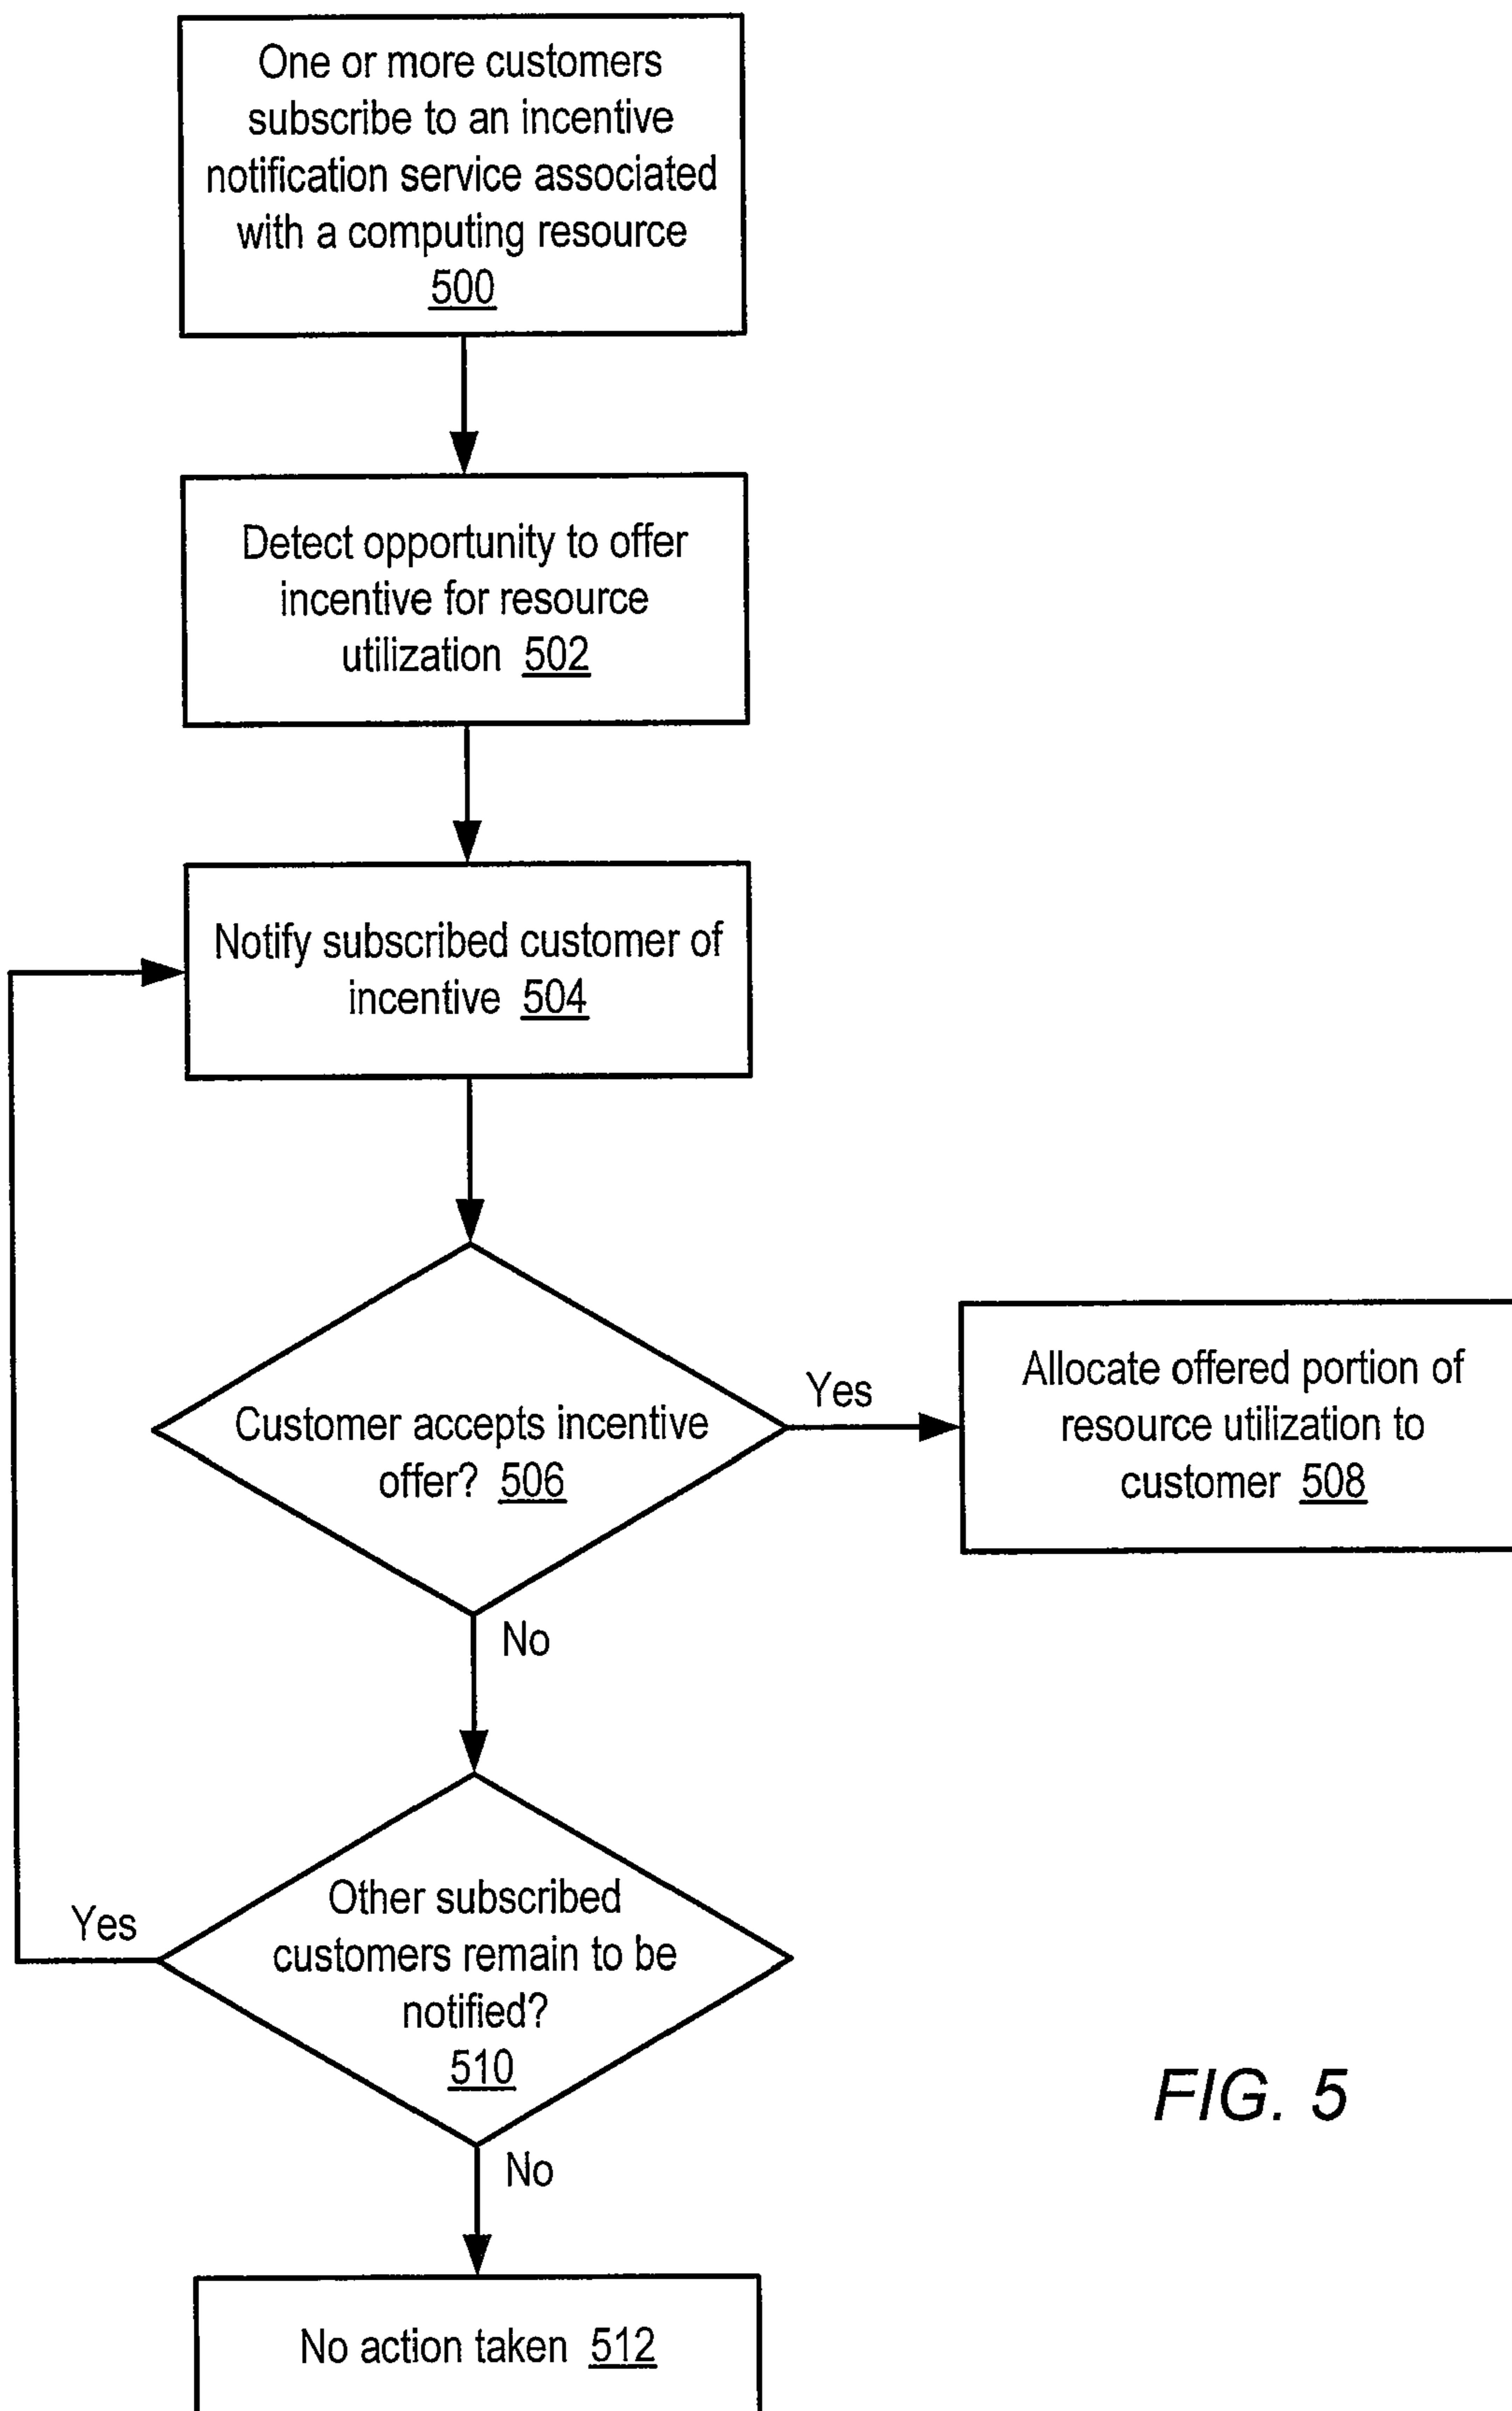 One or more customers
subscribe to an incentive
notification service associated
with a computing resource
500
Detect opportunity to offer
incentive for resource
utilization 502
Notify subscribed customer of
incentive 504
Customer accepts incentive
offer? 506
Yes
Allocate offered portion of
resource utilization to
customer 508
No
Other subscribed
customers remain to be
notified?
510
Yes
No
No action taken 512
FIG. 5